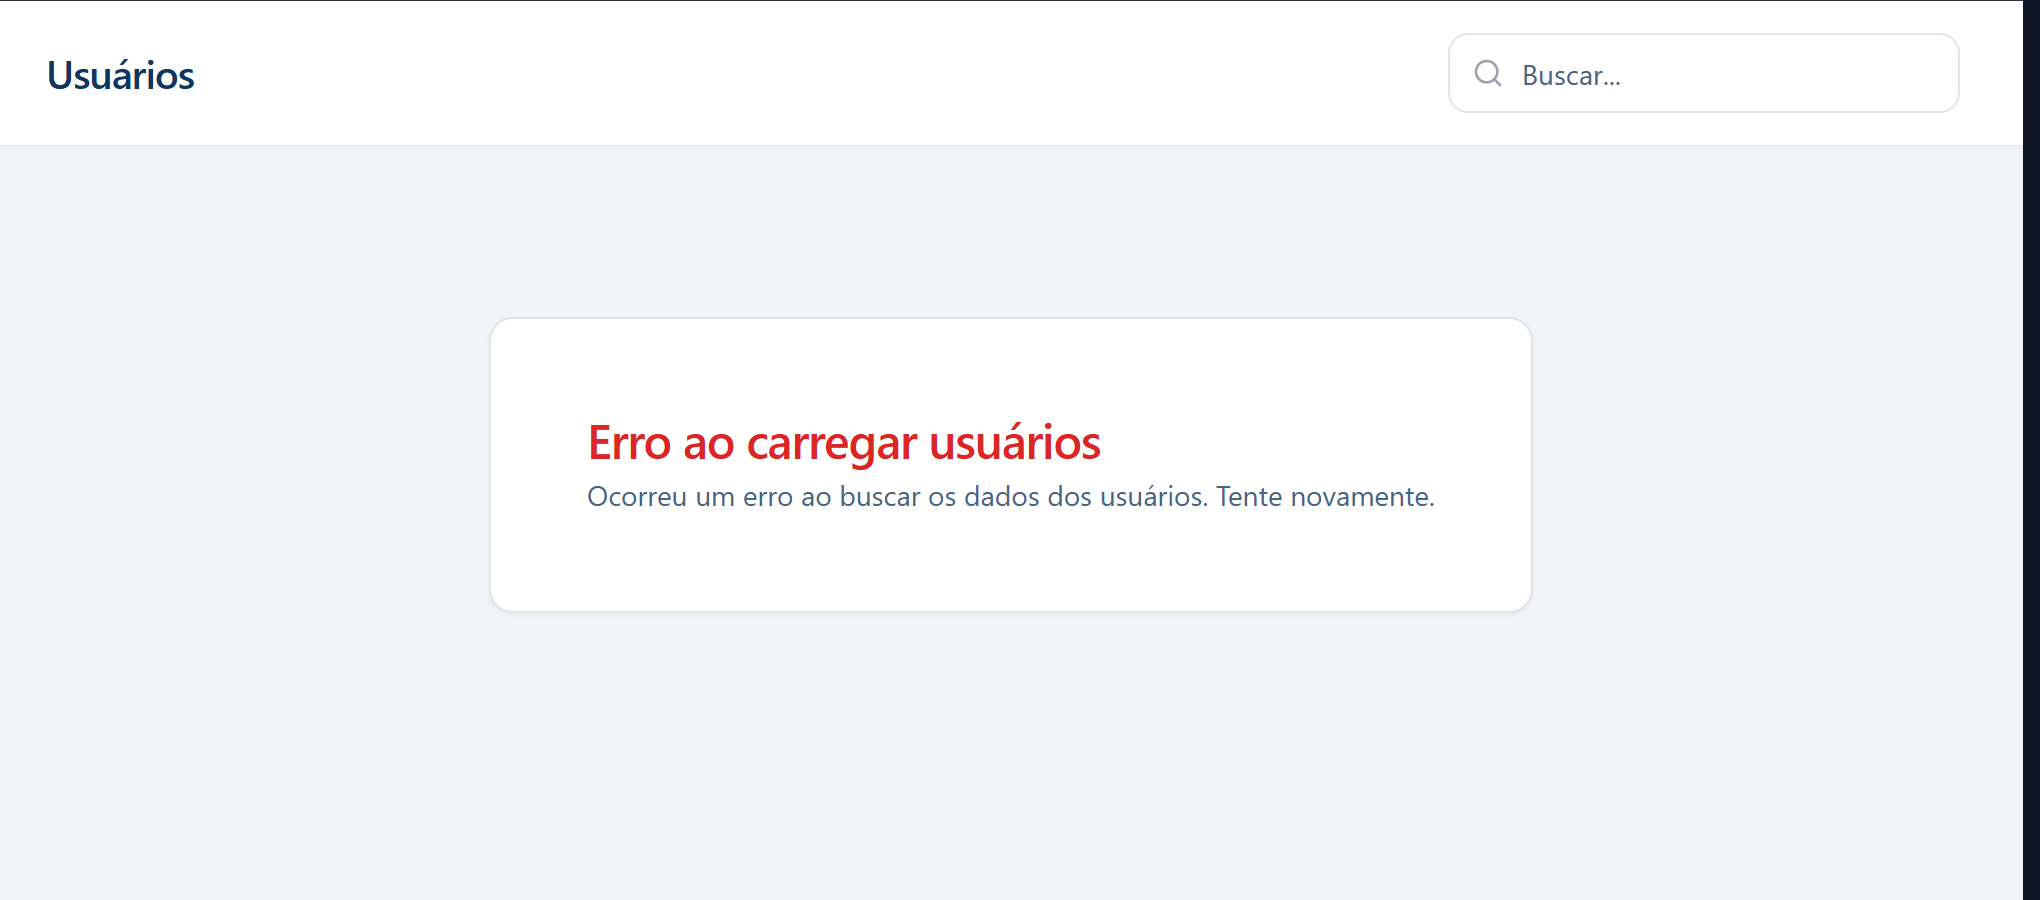 Usuários
Buscar...
Erro ao carregar usuários
Ocorreu um erro ao buscar os dados dos usuários. Tente novamente.